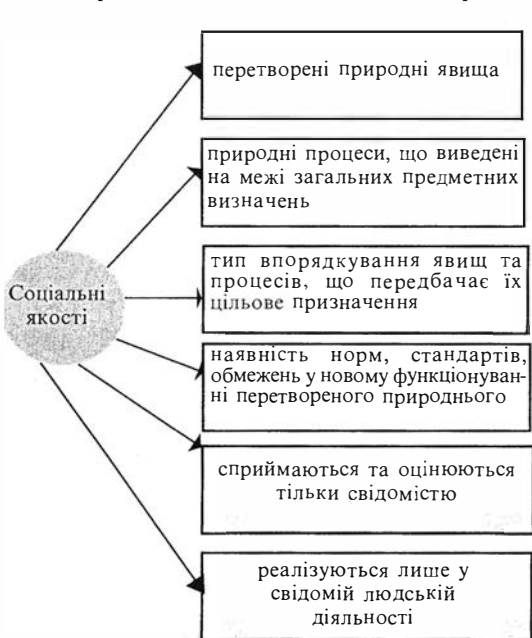 перетворені природні явища
природні процеси, що виведені
на межі загальних предметних
визначень
тип впорядкування явищ та
процесів, що передбачає їх
цільове призначення
Соціальні
якості
наявність норм, стандартів,
обмежень у новому функціонуван-
ні перетвореного природнього
сприймаються та оцінюються
тільки свідомістю
реалізуються лише у
свідомій людській
діяльності